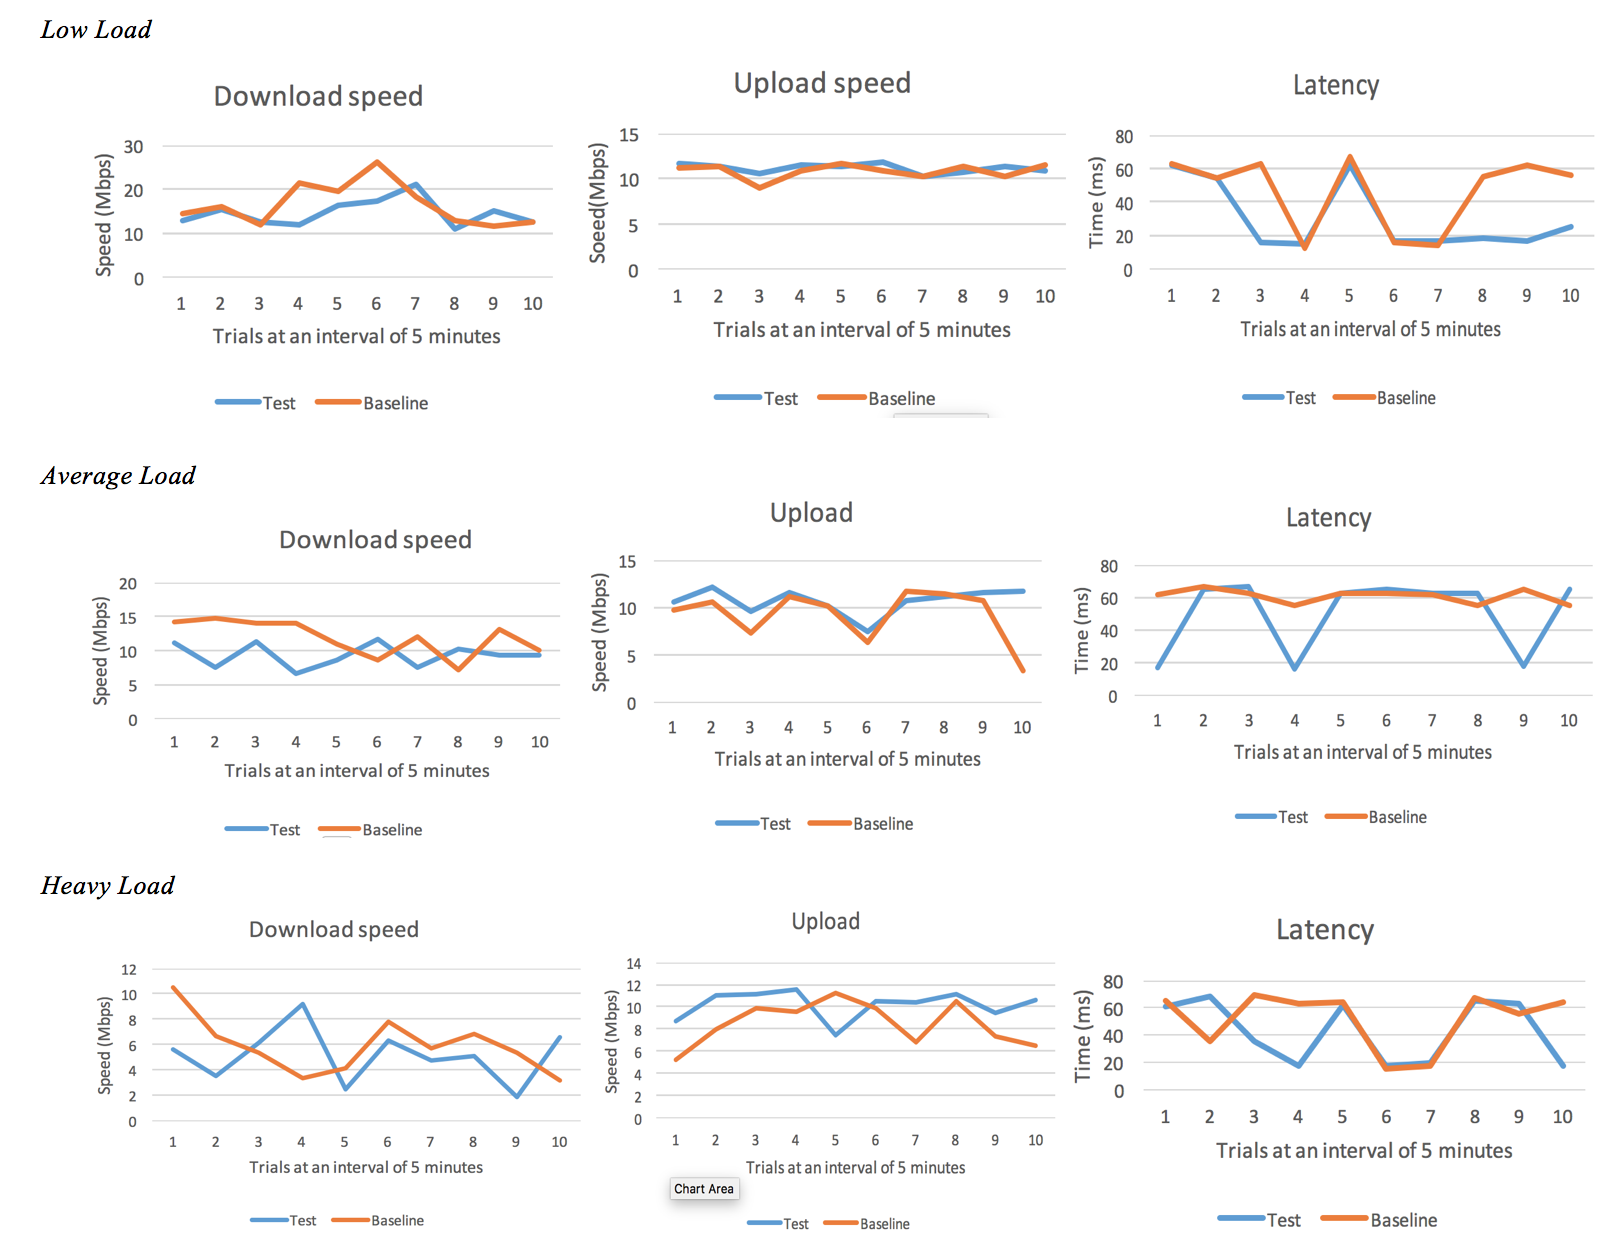 Low Load
Download speed
30
20
10
0
Speed (Mbps)
1 2 3 4 5 6 7 8 9 10
Trials at an interval of 5 minutes
Test Baseline
Upload speed
15
10
5
0
Soeed(Mbps)
1 2 3 4 5 6 7 8 9 10
Trials at an interval of 5 minutes
Test Baseline
Latency
80
60
40
20
0
Time (ms)
1 2 3 4 5 6 7 8 9 10
Trials at an interval of 5 minutes
Test Baseline
Average Load
Download speed
20
15
10
5
0
Speed (Mbps)
1 2 3 4 5 6 7 8 9 10
Trials at an interval of 5 minutes
Test Baseline
Upload
15
10
5
0
Speed (Mbps)
1 2 3 4 5 6 7 8 9 10
Trials at an interval of 5 minutes
Test Baseline
Latency
80
60
40
20
0
Time (ms)
1 2 3 4 5 6 7 8 9 10
Trials at an interval of 5 minutes
Test Baseline
Heavy Load
Download speed
12
10
8
6
4
2
0
Speed (Mbps)
1 2 3 4 5 6 7 8 9 10
Trials at an interval of 5 minutes
Test Baseline
Upload
14
12
10
8
6
4
2
0
Speed (Mbps)
1 2 3 4 5 6 7 8 9 10
Trials at an interval of 5 minutes
Chart Area
Test Baseline
Latency
80
60
40
20
0
Time (ms)
1 2 3 4 5 6 7 8 9 10
Trials at an interval of 5 minutes
Test Baseline